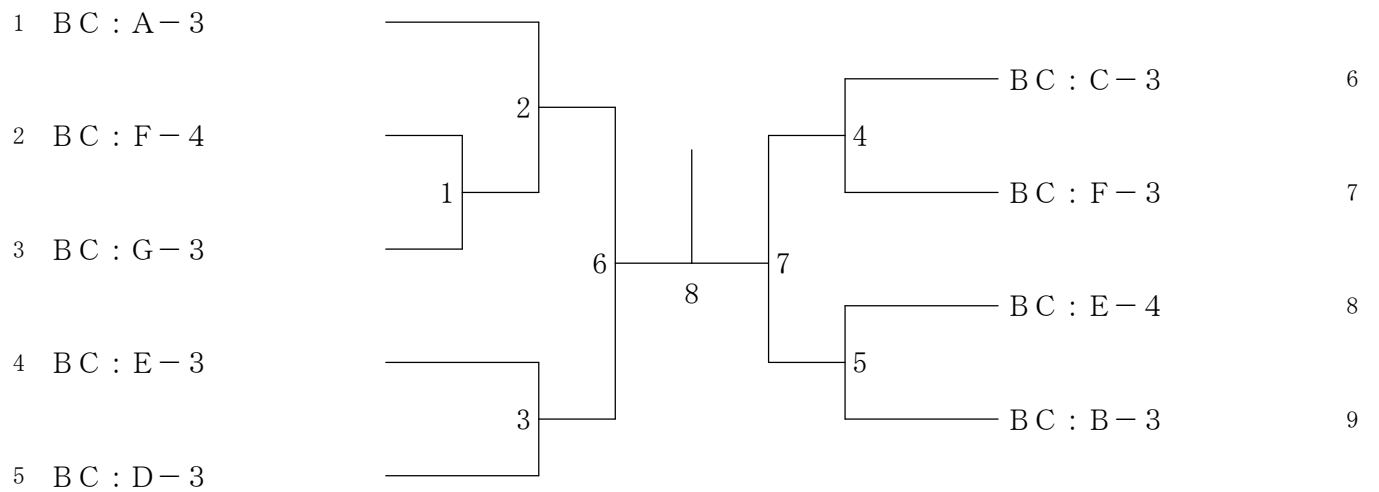 1 BC:A-3
2 BC:F-4
3 BC:G-3
4 BC:E-3
5 BC:D-3
2
1
6
3
8
7
4
5
BC:C-3 6
BC:F-3 7
BC:E-4 8
BC:B-3 9